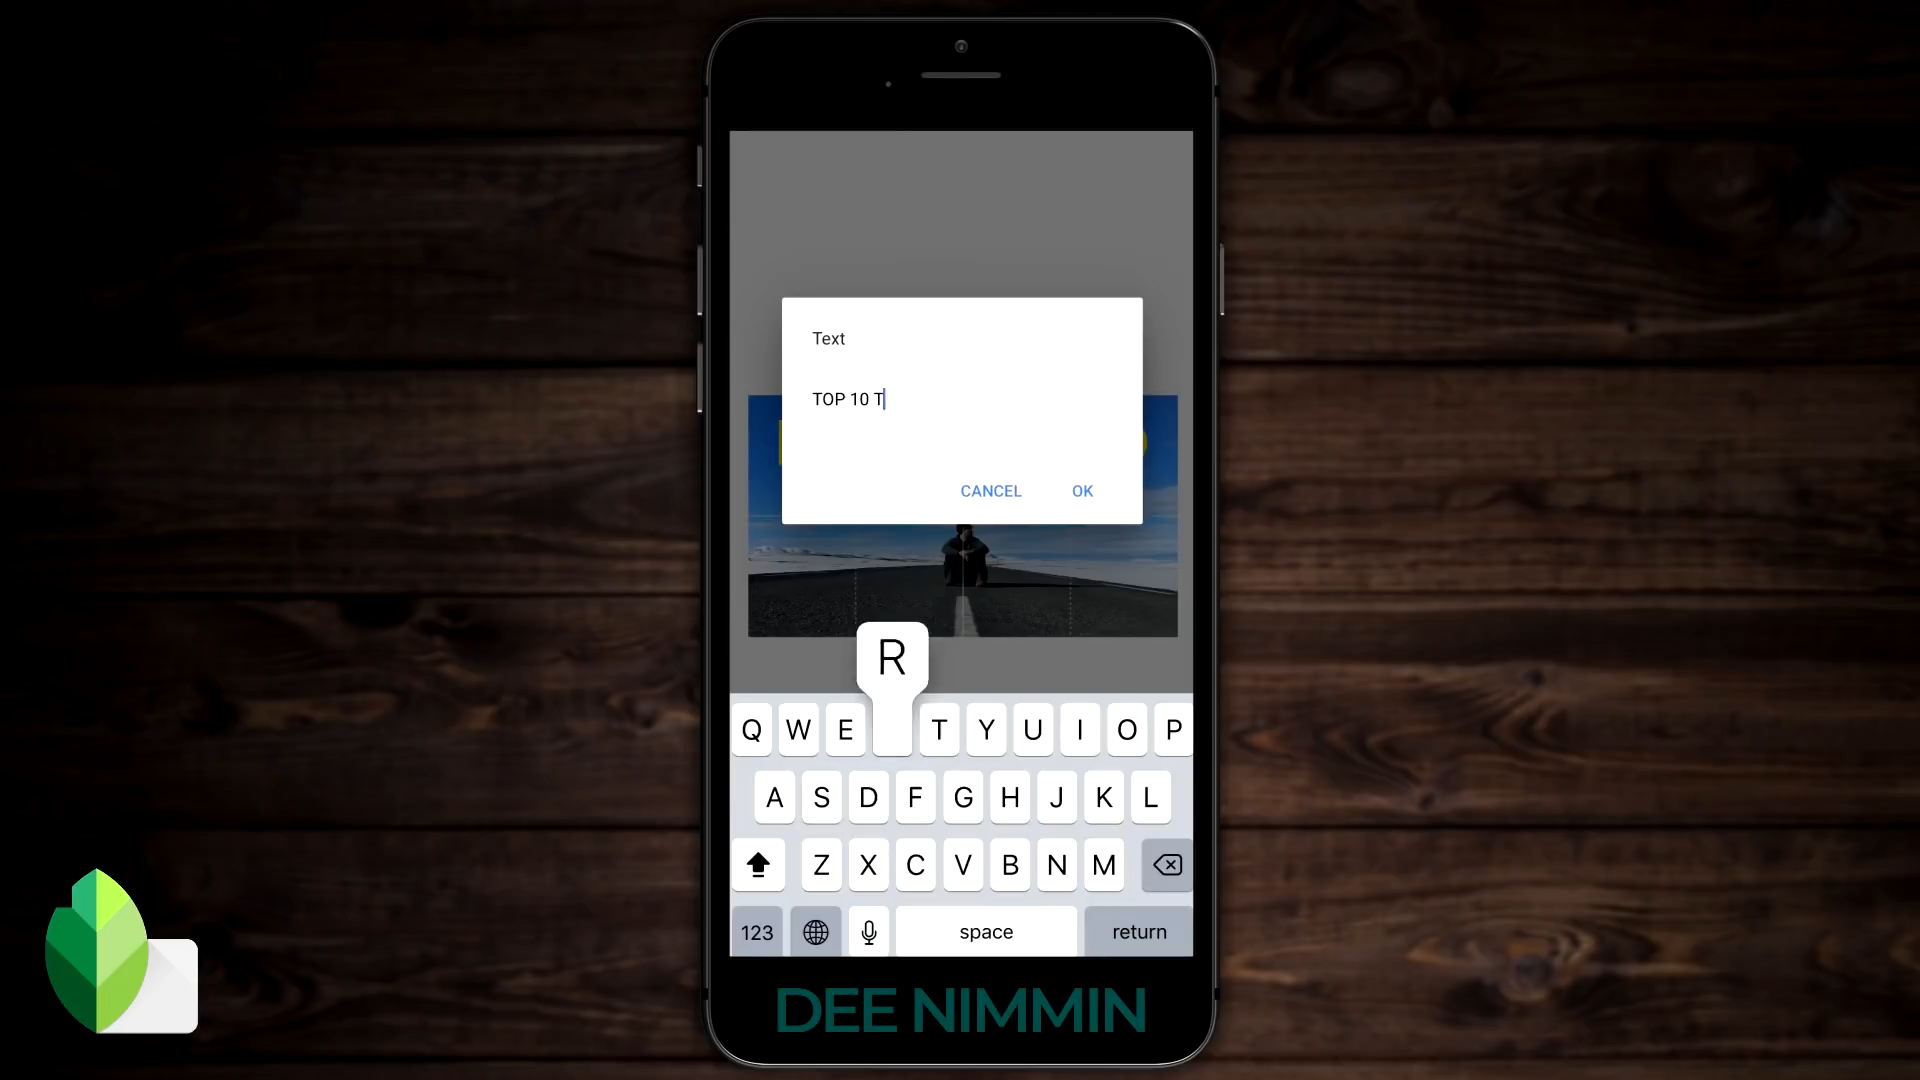 Text
TOP 10 T
CANCEL OK
R
Q W E T Y U I O P
A S D F G H J K L
Z X C V B N M
123 space return
DEE NIMMIN